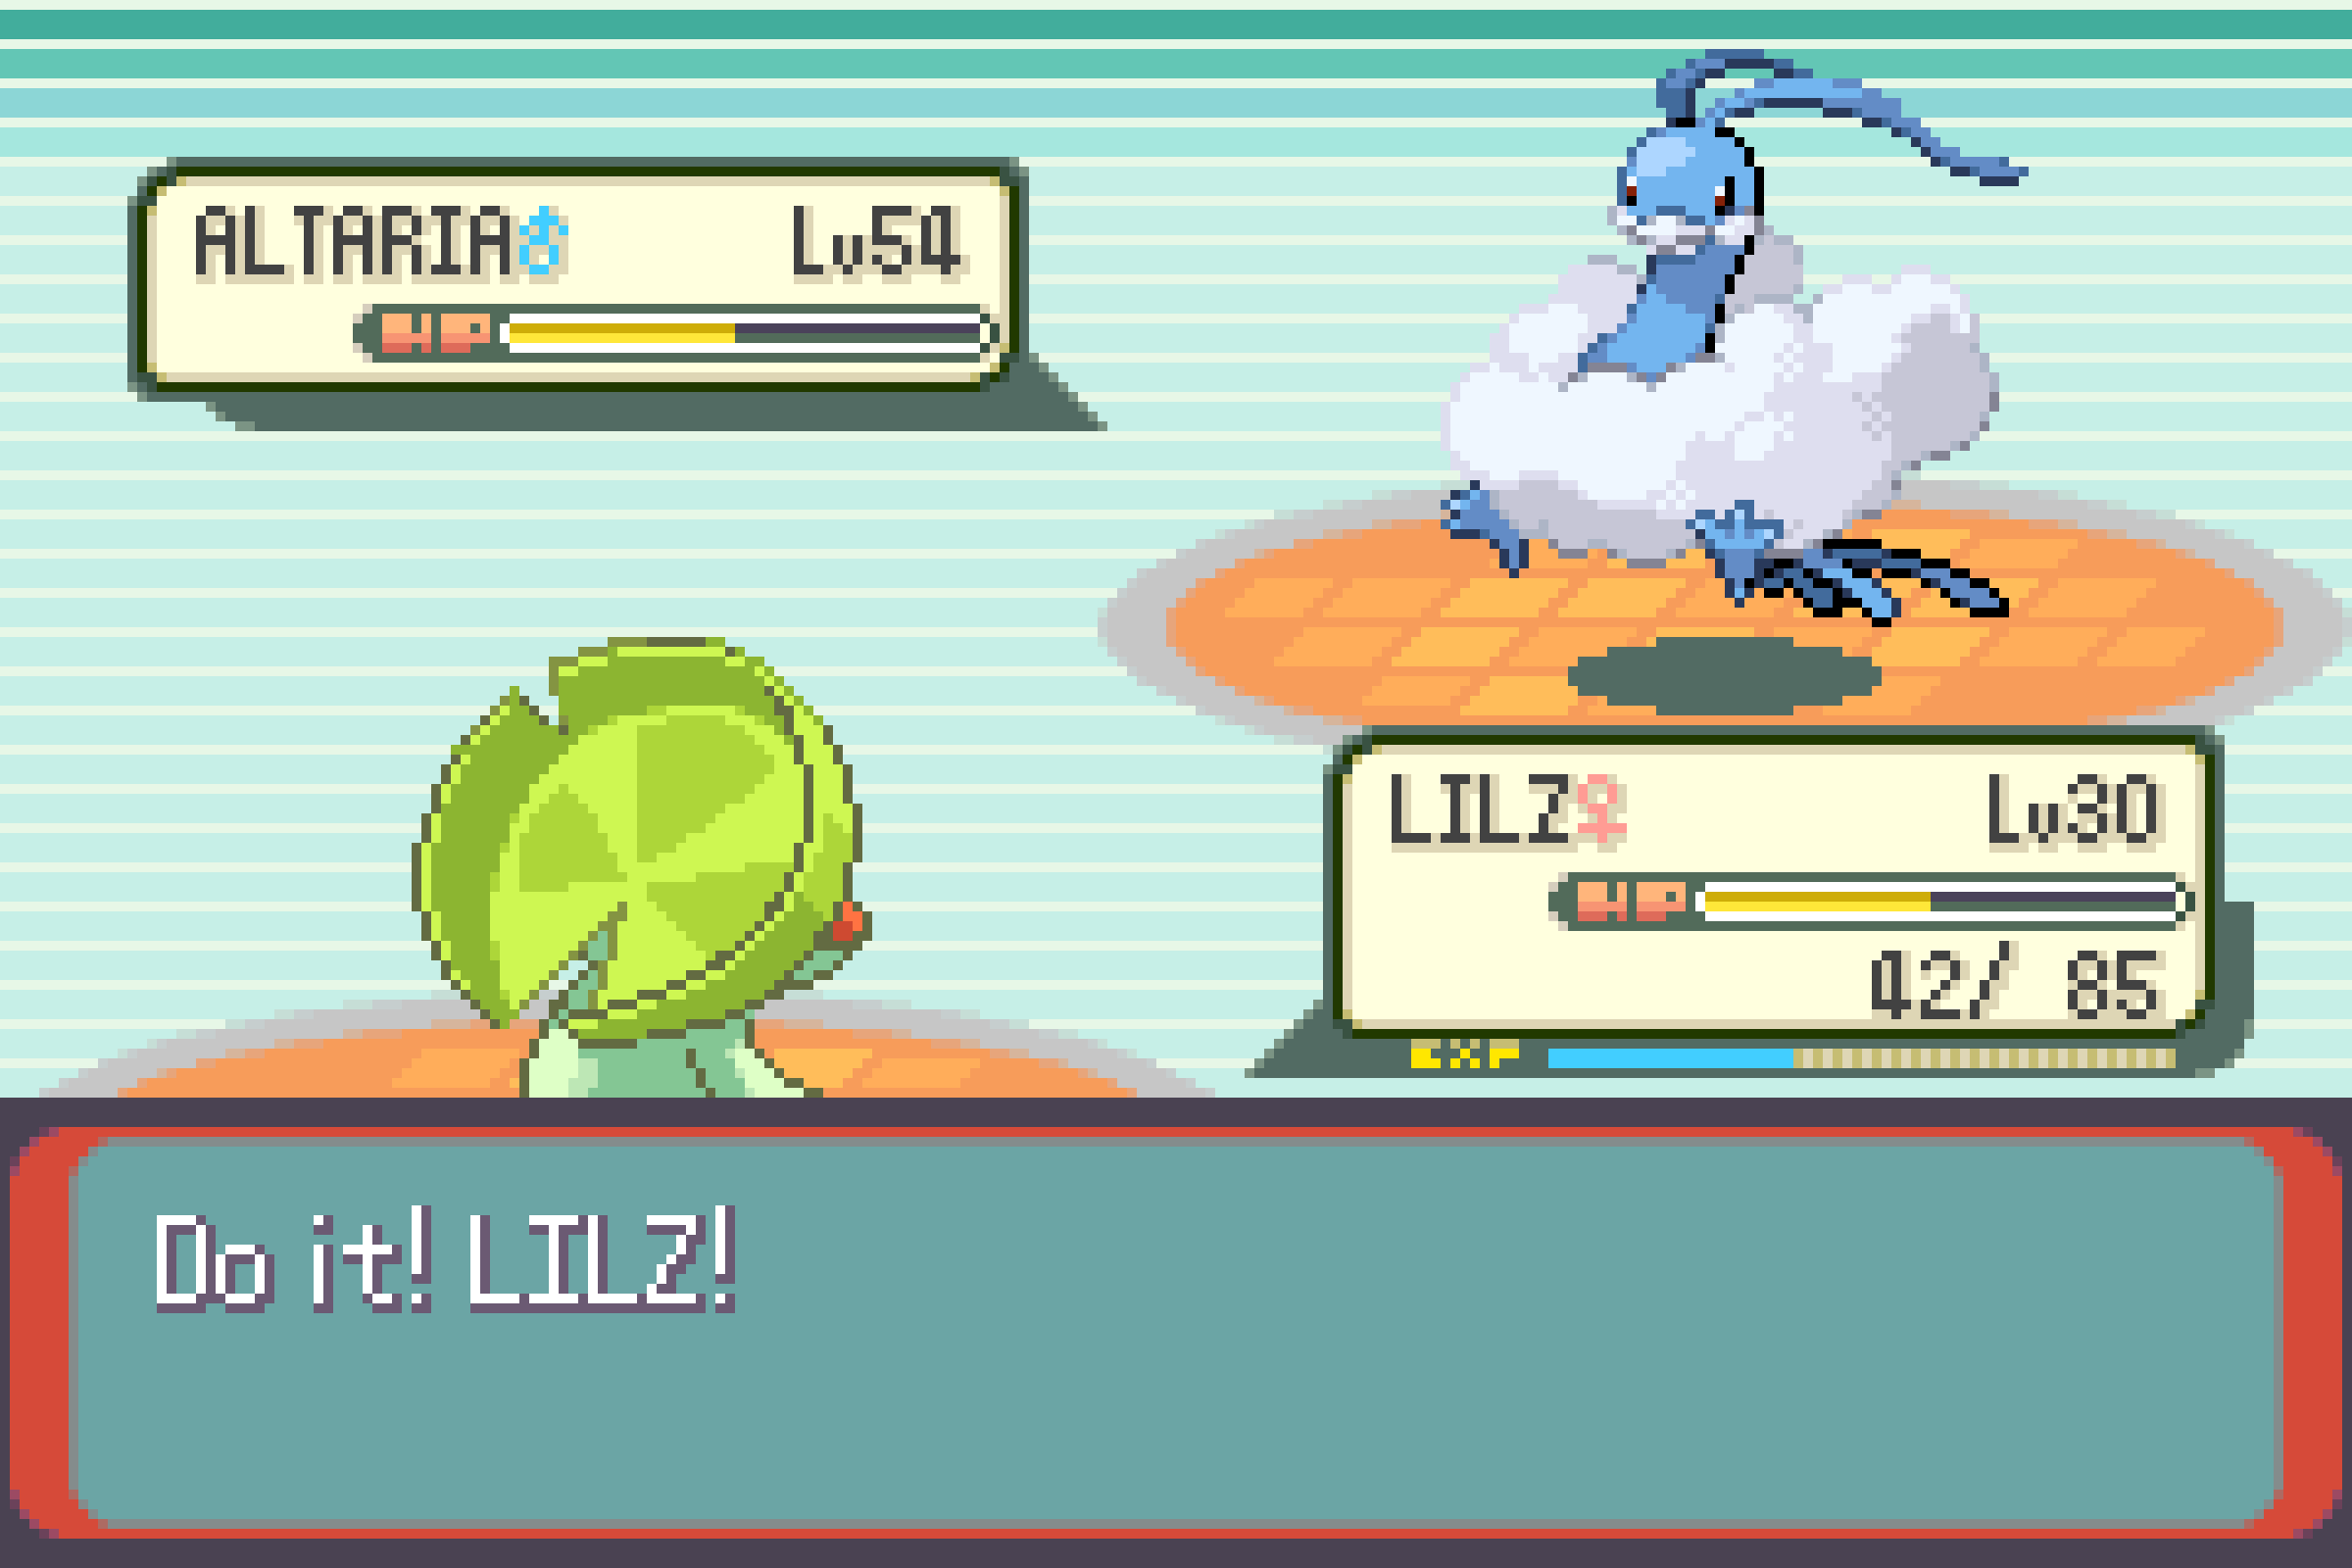 ALTARIA♂ Lv54
HP
LILZ♀ Lv30
HP
42/ 85
EXP
Do it! LILZ!